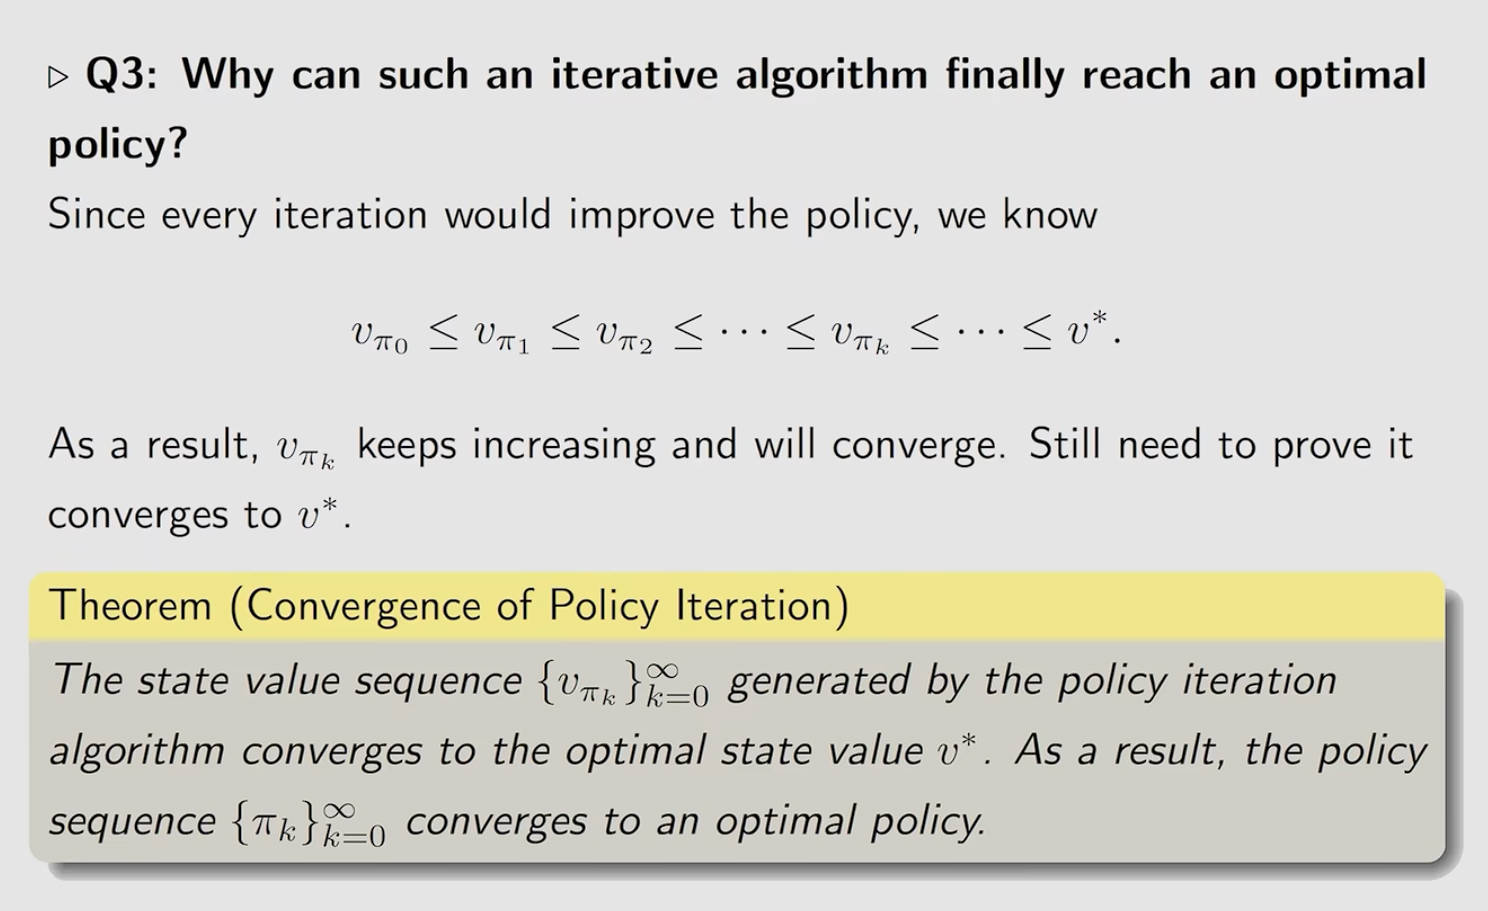 ▷ Q3: Why can such an iterative algorithm finally reach an optimal
policy?
Since every iteration would improve the policy, we know
$v_{\pi_0} \leq v_{\pi_1} \leq v_{\pi_2} \leq \cdots \leq v_{\pi_k} \leq \cdots \leq v^*.$
As a result, $v_{\pi_k}$ keeps increasing and will converge. Still need to prove it
converges to $v^*$.
Theorem (Convergence of Policy Iteration)
The state value sequence $\{v_{\pi_k}\}_{k=0}^{\infty}$ generated by the policy iteration
algorithm converges to the optimal state value $v^*$. As a result, the policy
sequence $\{\pi_k\}_{k=0}^{\infty}$ converges to an optimal policy.